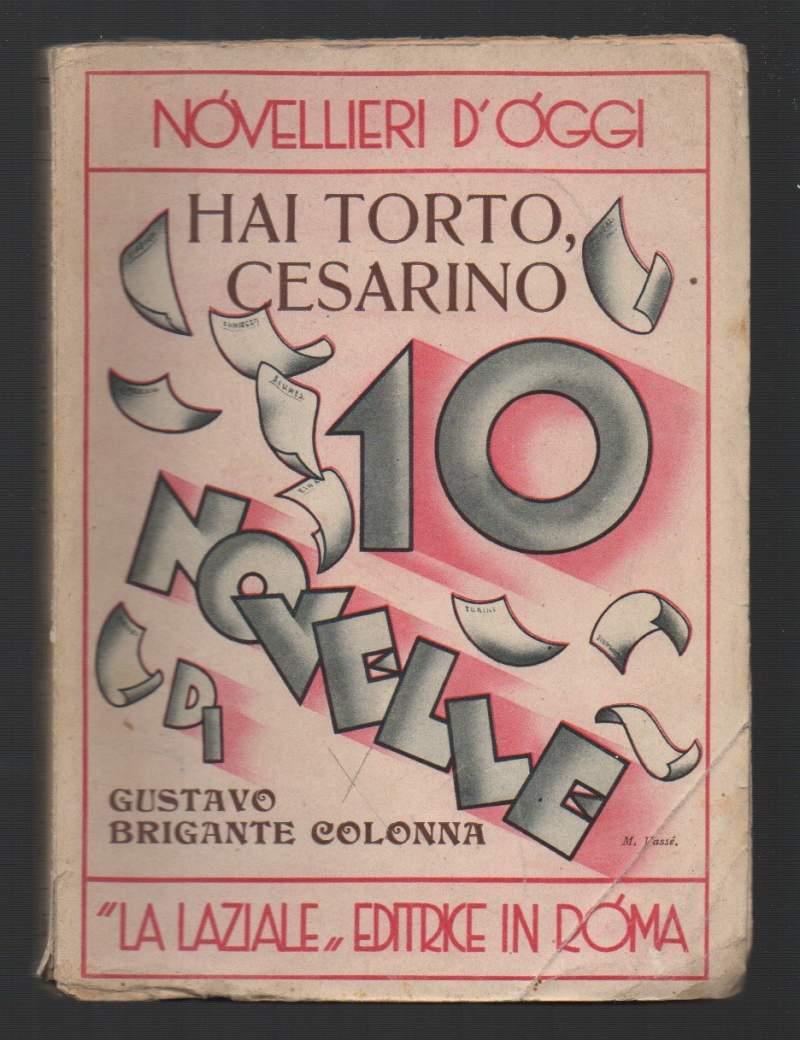 NÓVELLIERI D'ÓGGI
HAI TORTO,
CESARINO
10
NOVELLE
DI
GUSTAVO
BRIGANTE COLONNA
M. Vassé.
"LA LAZIALE„ EDITRICE IN RÓMA